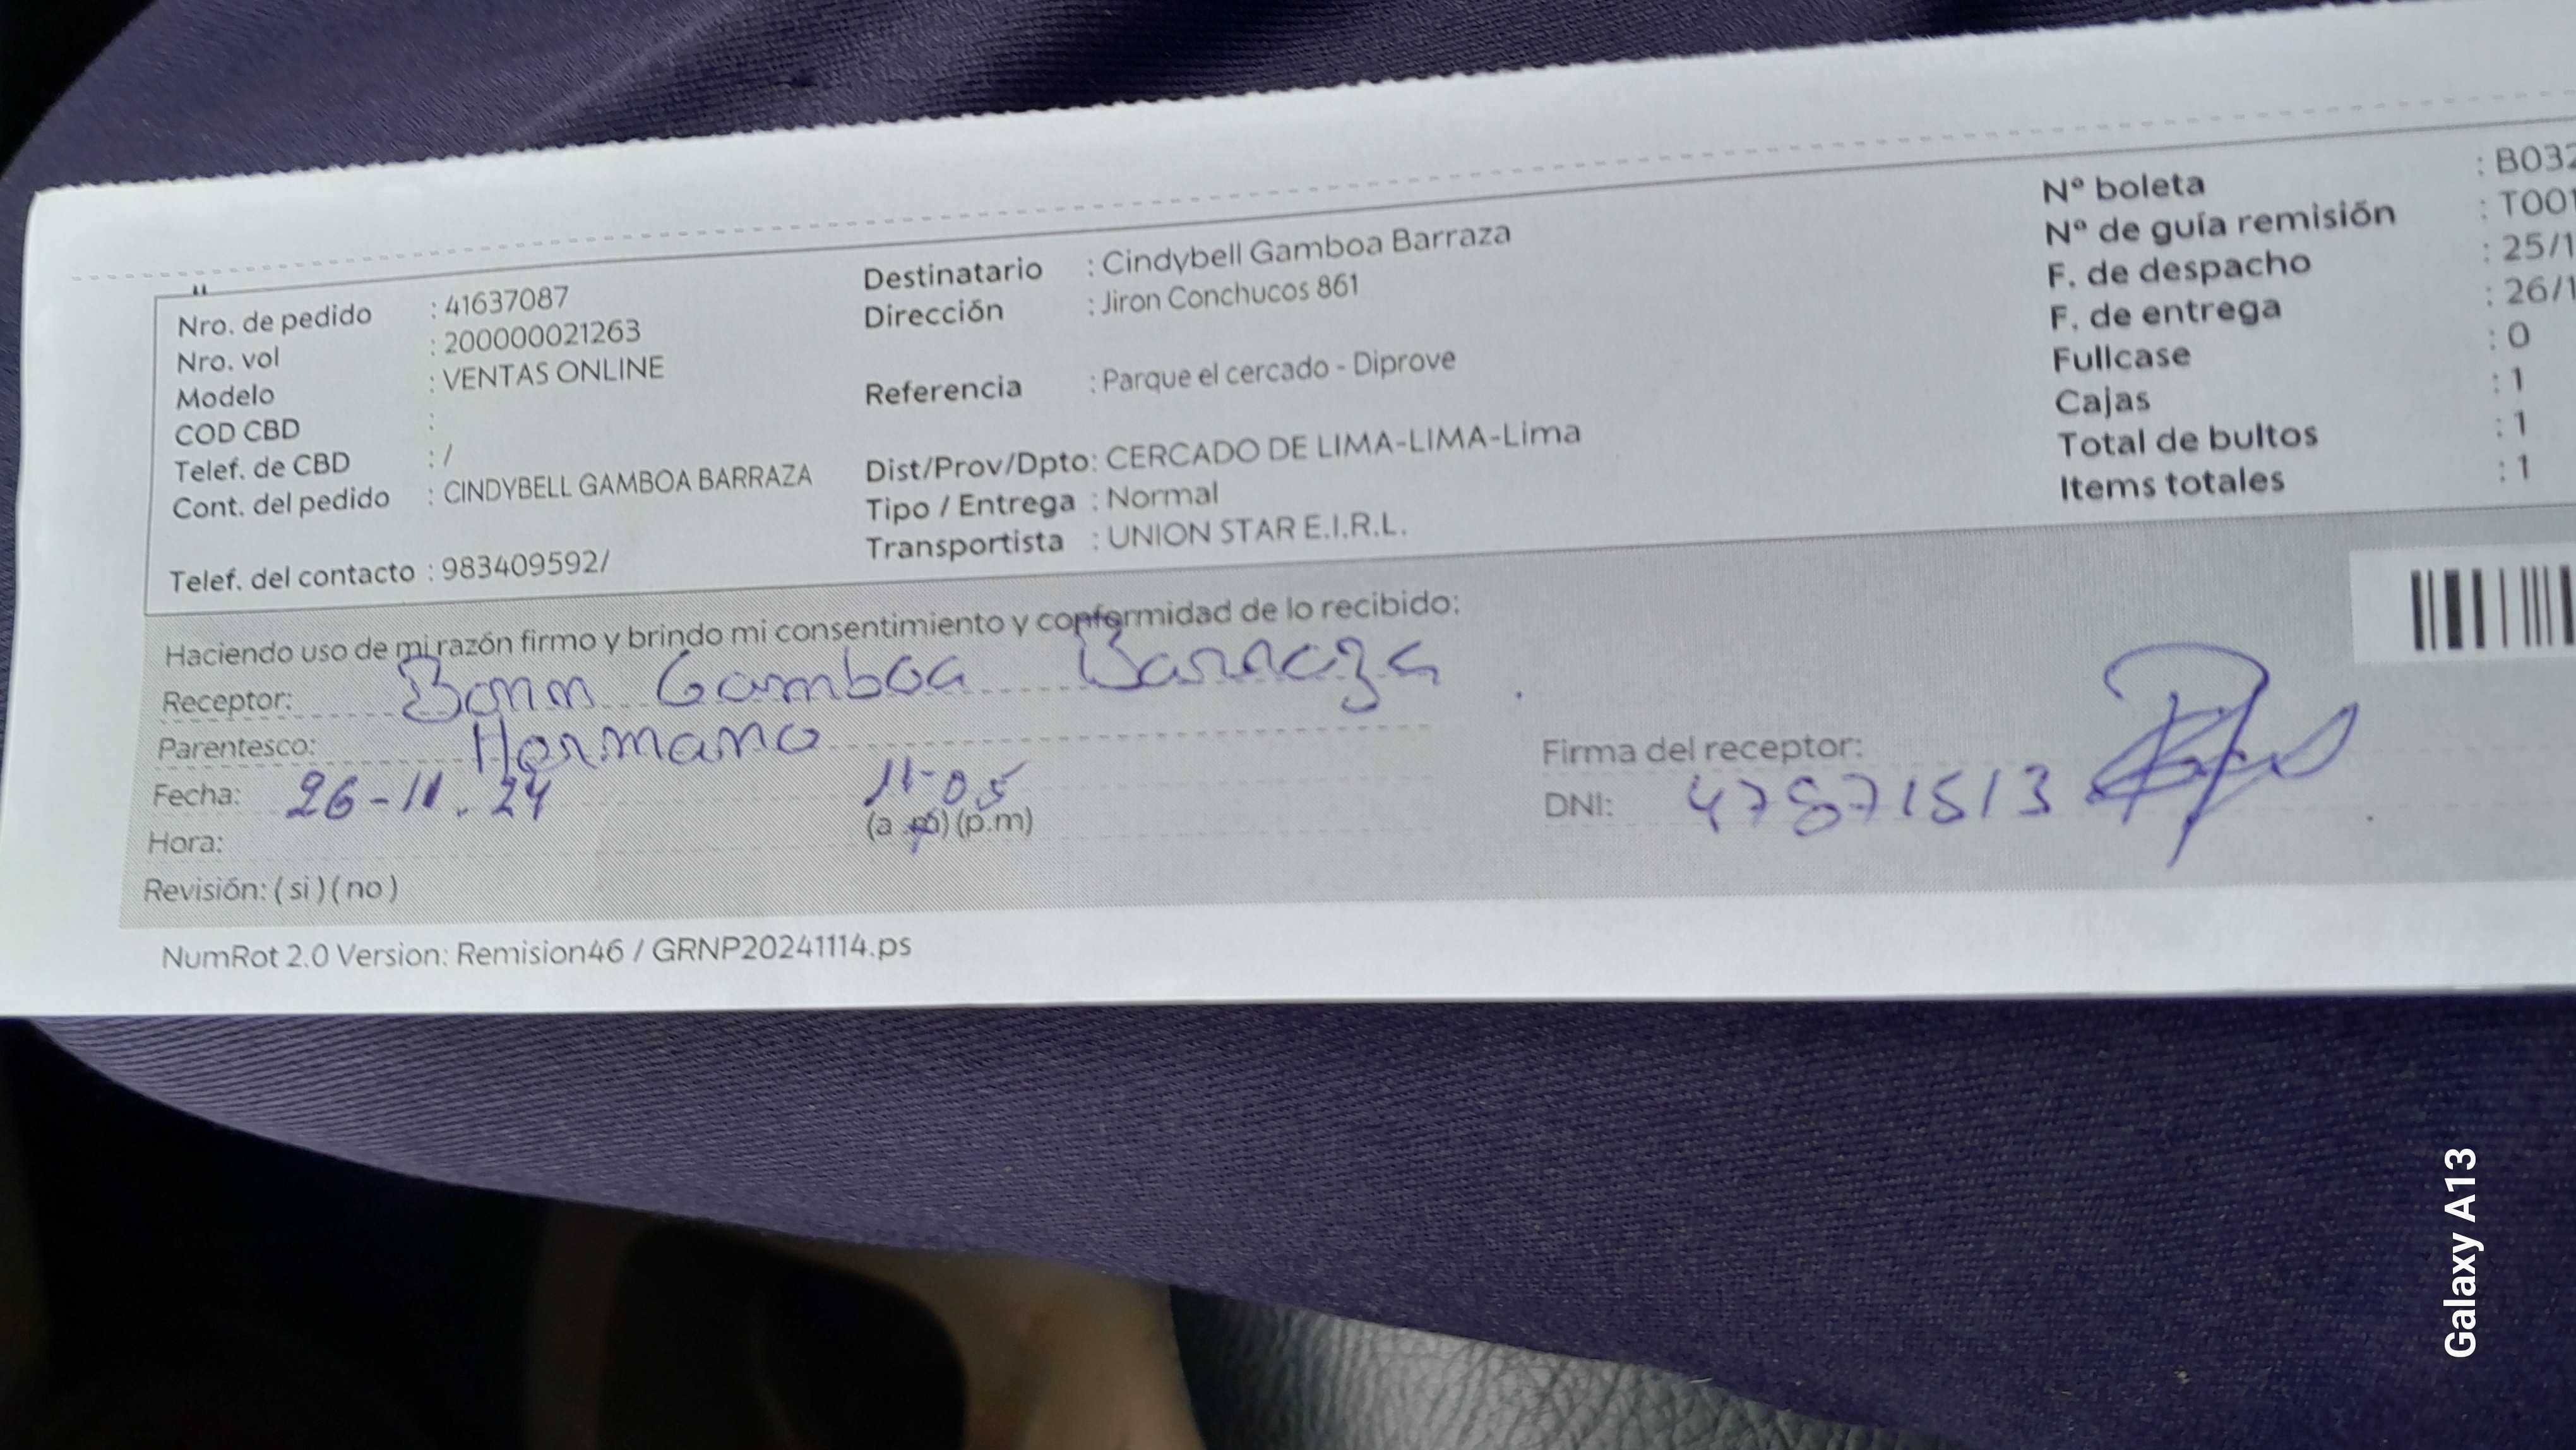 Nro. de pedido : 41637087
Nro. vol : 200000021263
Modelo : VENTAS ONLINE
COD CBD :
Telef. de CBD : /
Cont. del pedido : CINDYBELL GAMBOA BARRAZA
Telef. del contacto : 983409592/
Destinatario : Cindybell Gamboa Barraza
Dirección : Jiron Conchucos 861
Referencia : Parque el cercado - Diprove
Dist/Prov/Dpto: CERCADO DE LIMA-LIMA-Lima
Tipo / Entrega : Normal
Transportista : UNION STAR E.I.R.L.
Nº boleta : B032
Nº de guía remisión : T001
F. de despacho : 25/1
F. de entrega : 26/1
Fullcase : 0
Cajas : 1
Total de bultos : 1
Items totales : 1
Haciendo uso de mi razón firmo y brindo mi consentimiento y conformidad de lo recibido:
Receptor: Gamboa Barraza
Parentesco: Hermano
Fecha: 26-11.24
11-05
Hora: (a.m) (p.m)
Revisión: ( si ) ( no )
Firma del receptor:
DNI: 47871513
NumRot 2.0 Version: Remision46 / GRNP20241114.ps
Galaxy A13